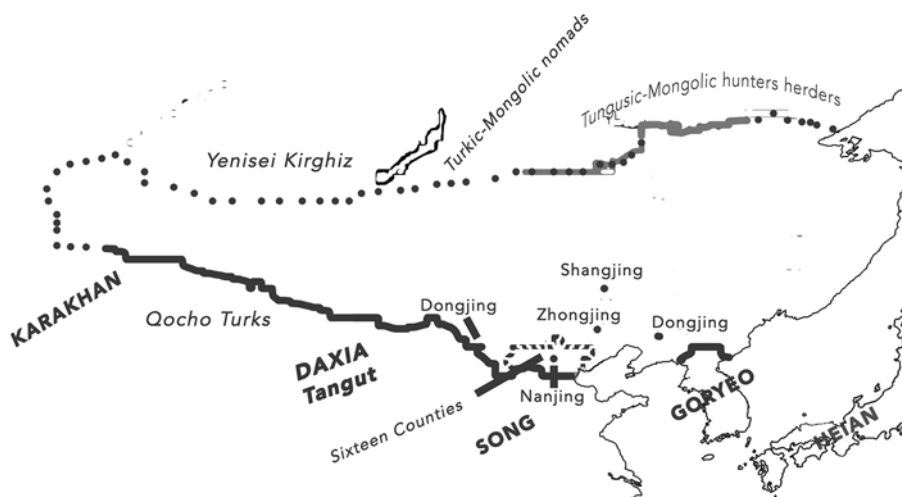 Turkic-Mongolic nomads
Tungusic-Mongolic hunters herders
Yenisei Kirghiz
Shangjing
KARAKHAN
Qocho Turks
Dongjing
Zhongjing
Dongjing
DAXIA
Tangut
Nanjing
GORYEO
Sixteen Counties
SONG
HEIAN